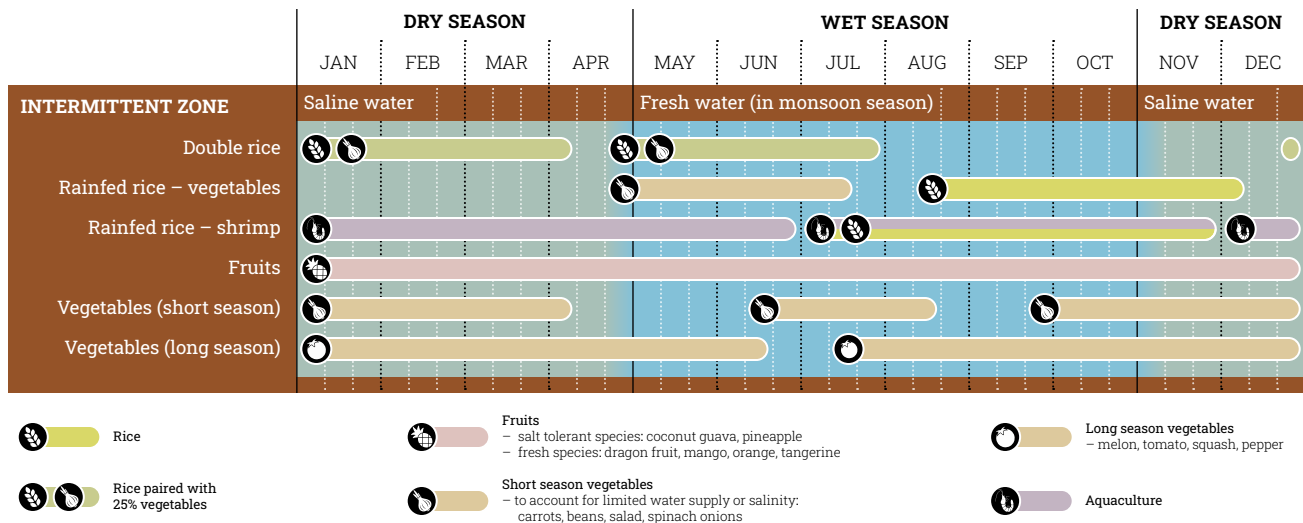 DRY SEASON WET SEASON DRY SEASON
JAN FEB MAR APR MAY JUN JUL AUG SEP OCT NOV DEC
INTERMITTENT ZONE Saline water Fresh water (in monsoon season) Saline water
Double rice
Rainfed rice – vegetables
Rainfed rice – shrimp
Fruits
Vegetables (short season)
Vegetables (long season)
Rice
Rice paired with
25% vegetables
Fruits
– salt tolerant species: coconut guava, pineapple
– fresh species: dragon fruit, mango, orange, tangerine
Short season vegetables
– to account for limited water supply or salinity:
carrots, beans, salad, spinach onions
Long season vegetables
– melon, tomato, squash, pepper
Aquaculture